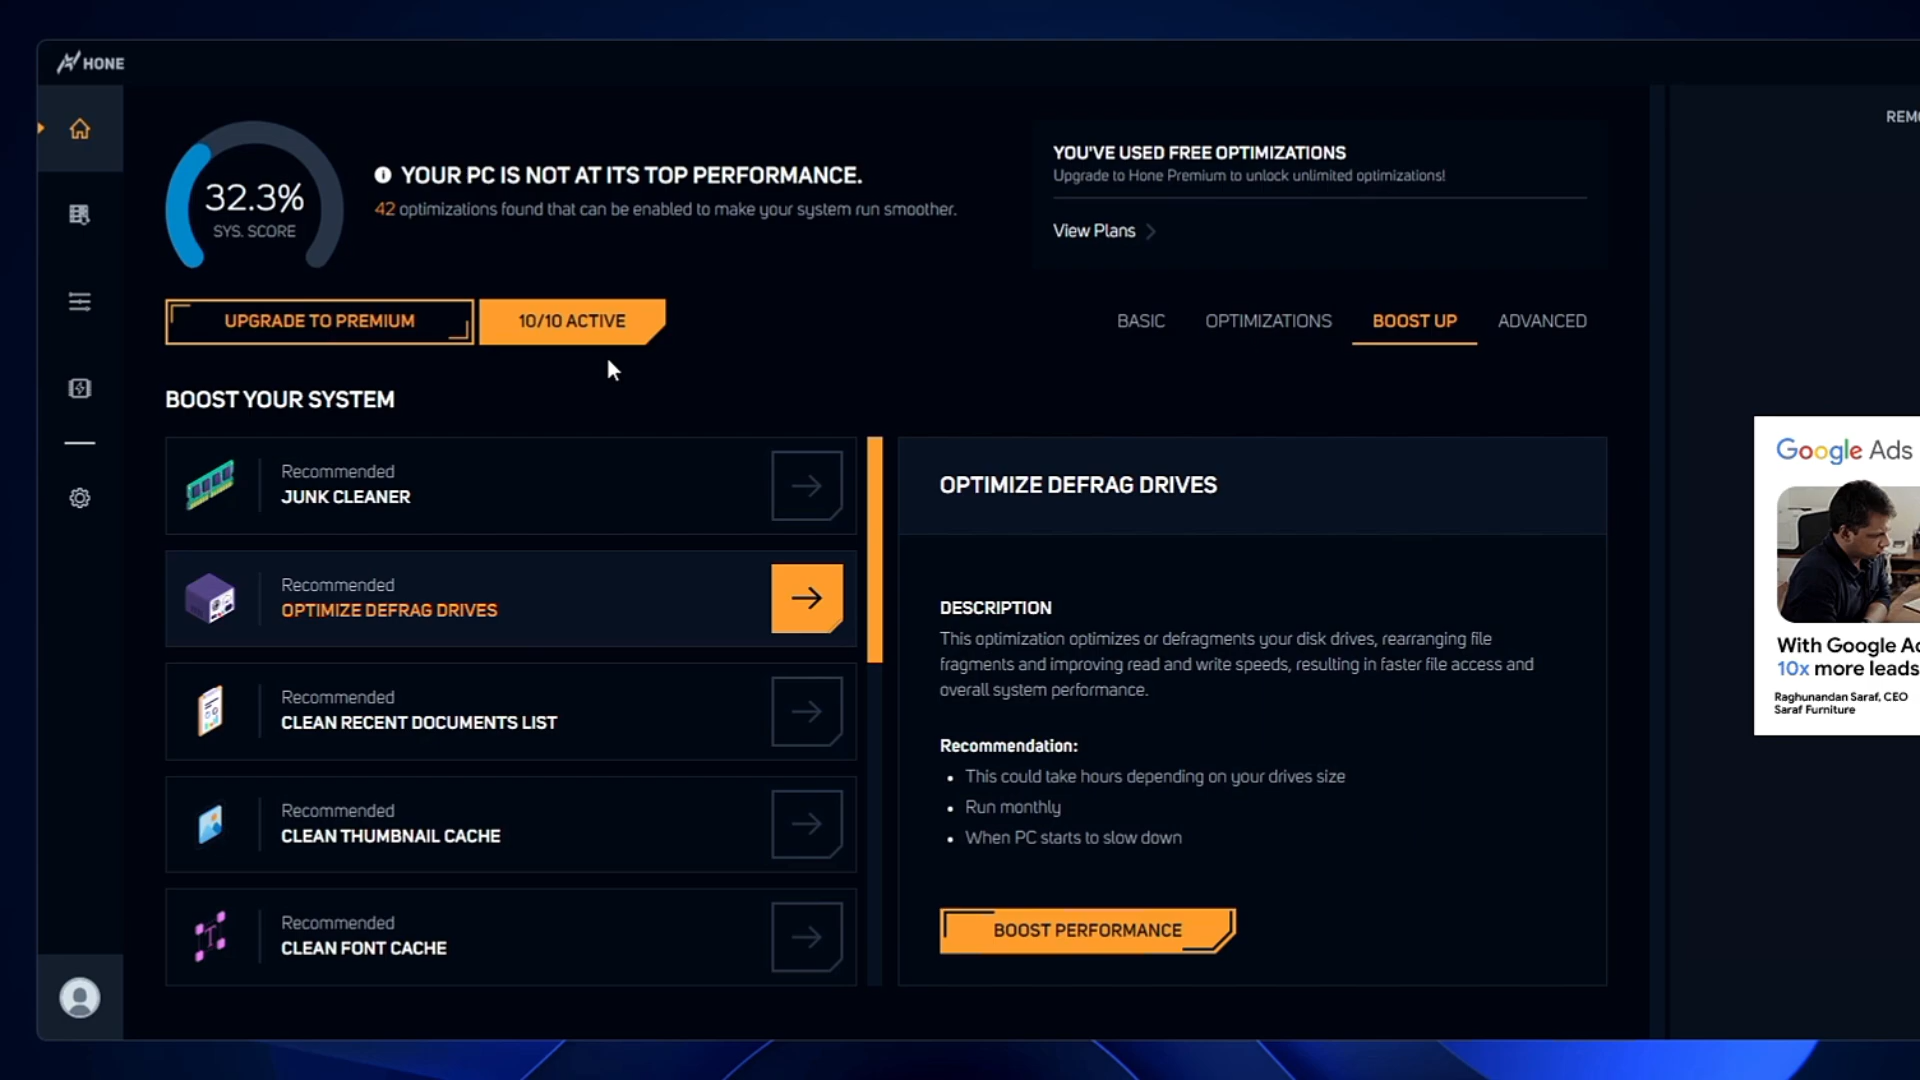 HONE
REMO
32.3%
SYS. SCORE
YOUR PC IS NOT AT ITS TOP PERFORMANCE.
42 optimizations found that can be enabled to make your system run smoother.
YOU'VE USED FREE OPTIMIZATIONS
Upgrade to Hone Premium to unlock unlimited optimizations!
View Plans
UPGRADE TO PREMIUM
10/10 ACTIVE
BASIC
OPTIMIZATIONS
BOOST UP
ADVANCED
BOOST YOUR SYSTEM
Recommended
JUNK CLEANER
Recommended
OPTIMIZE DEFRAG DRIVES
Recommended
CLEAN RECENT DOCUMENTS LIST
Recommended
CLEAN THUMBNAIL CACHE
Recommended
CLEAN FONT CACHE
OPTIMIZE DEFRAG DRIVES
DESCRIPTION
This optimization optimizes or defragments your disk drives, rearranging file
fragments and improving read and write speeds, resulting in faster file access and
overall system performance.
Recommendation:
• This could take hours depending on your drives size
• Run monthly
• When PC starts to slow down
BOOST PERFORMANCE
Google Ads
With Google Ad
10x more leads
Raghunandan Saraf, CEO
Saraf Furniture